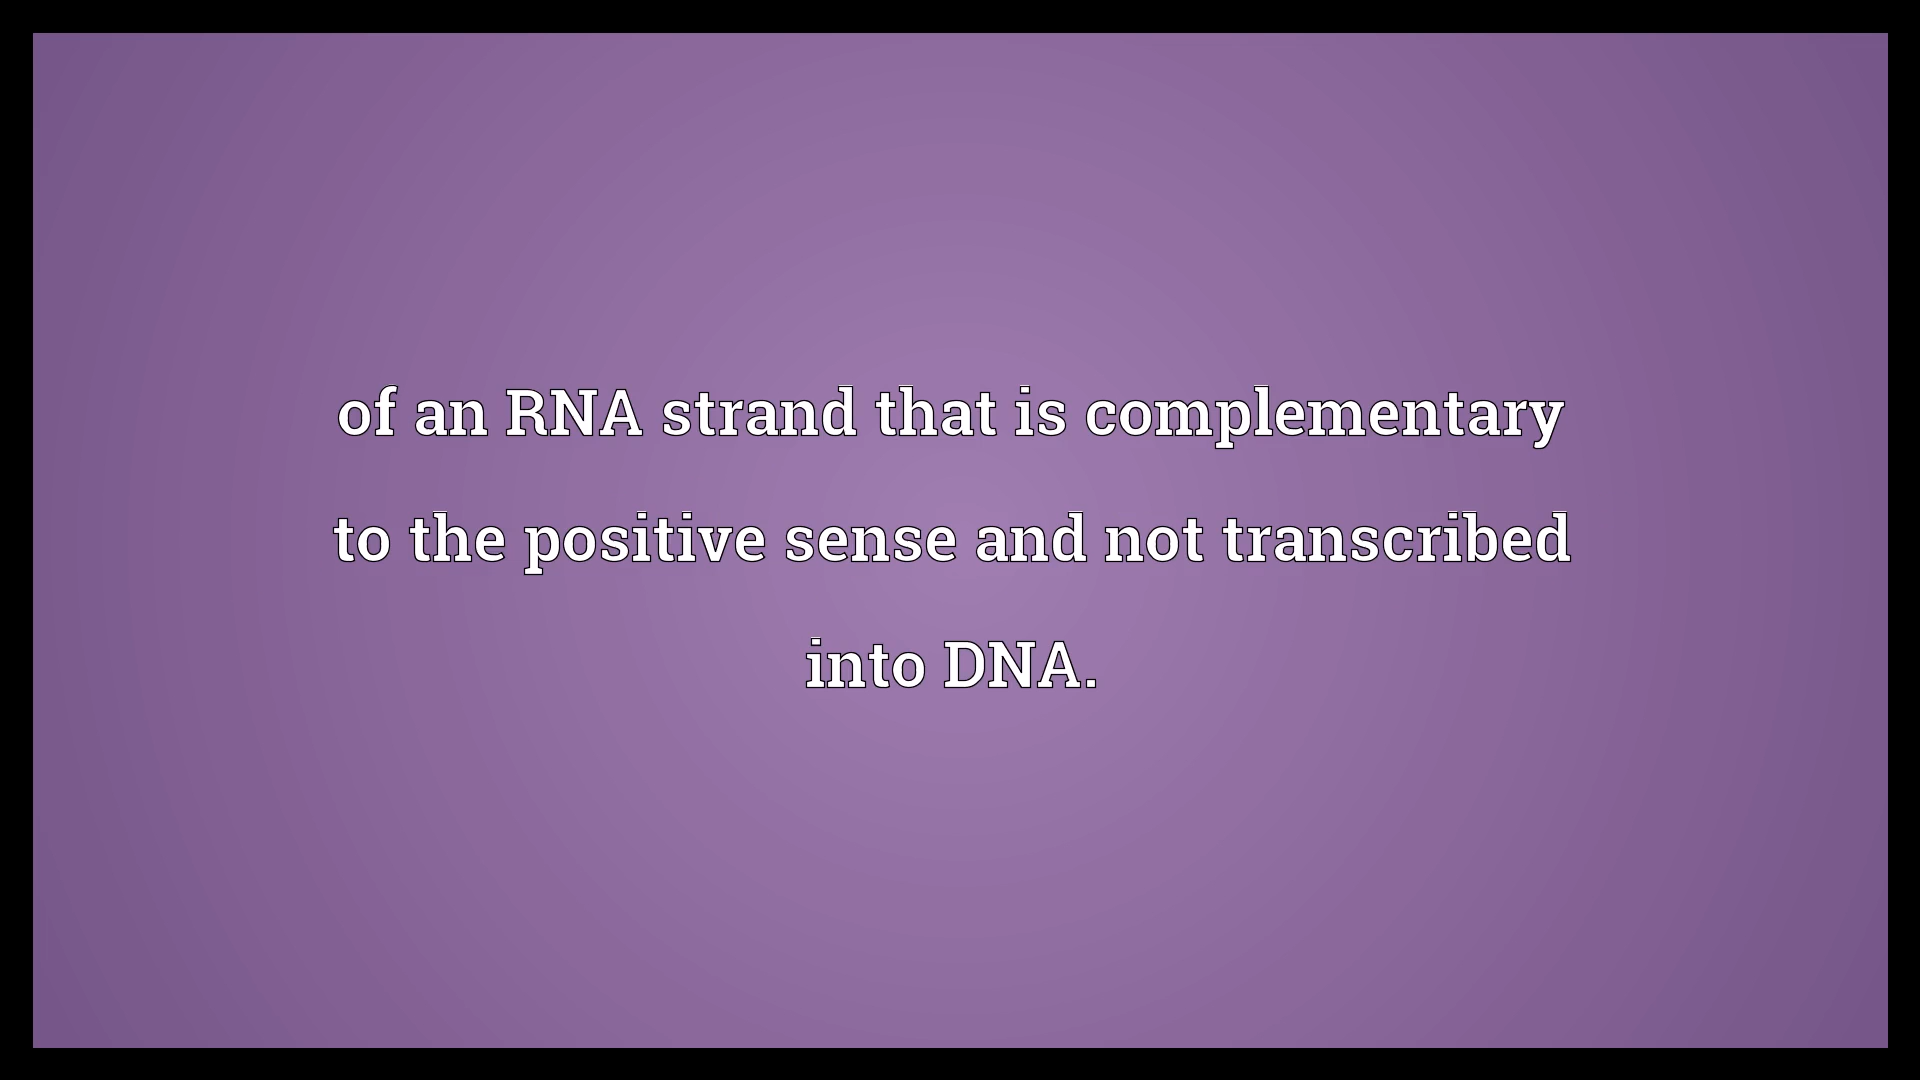 of an RNA strand that is complementary
to the positive sense and not transcribed
into DNA.